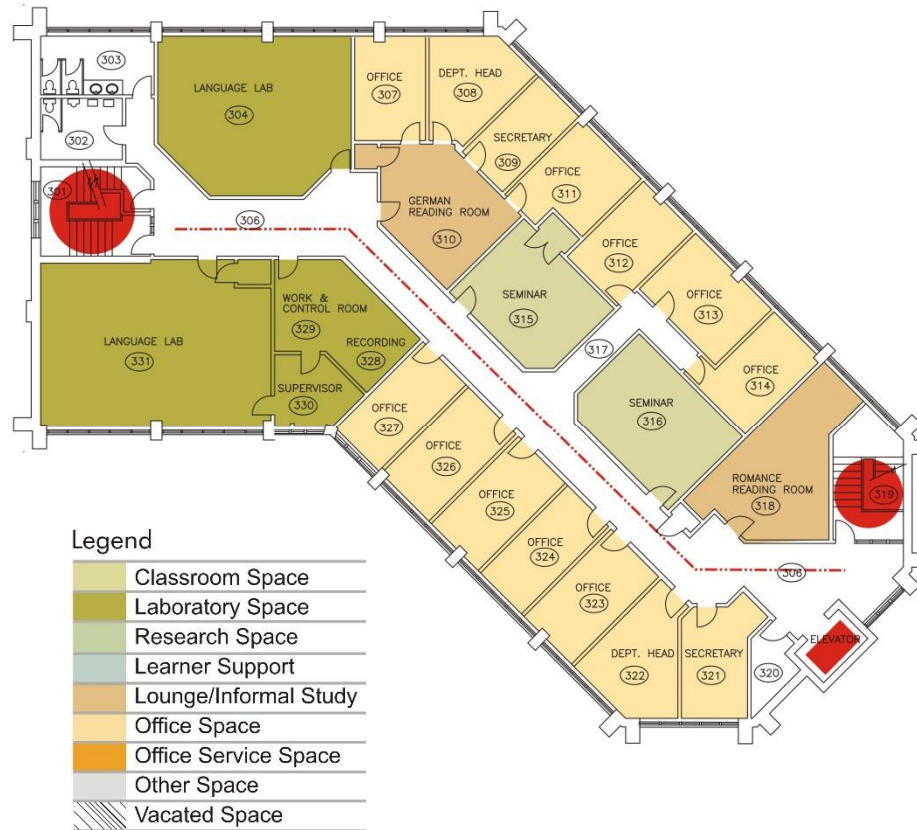 303
302
301
LANGUAGE LAB
304
306
OFFICE
307
DEPT. HEAD
308
SECRETARY
309
GERMAN
READING ROOM
310
OFFICE
311
OFFICE
312
OFFICE
313
OFFICE
314
SEMINAR
315
SEMINAR
316
317
ROMANCE
READING ROOM
318
319
306
ELEVATOR
320
SECRETARY
321
DEPT. HEAD
322
OFFICE
323
OFFICE
324
OFFICE
325
OFFICE
326
OFFICE
327
RECORDING
328
WORK &
CONTROL ROOM
329
SUPERVISOR
330
LANGUAGE LAB
331
Legend
Classroom Space
Laboratory Space
Research Space
Learner Support
Lounge/Informal Study
Office Space
Office Service Space
Other Space
Vacated Space